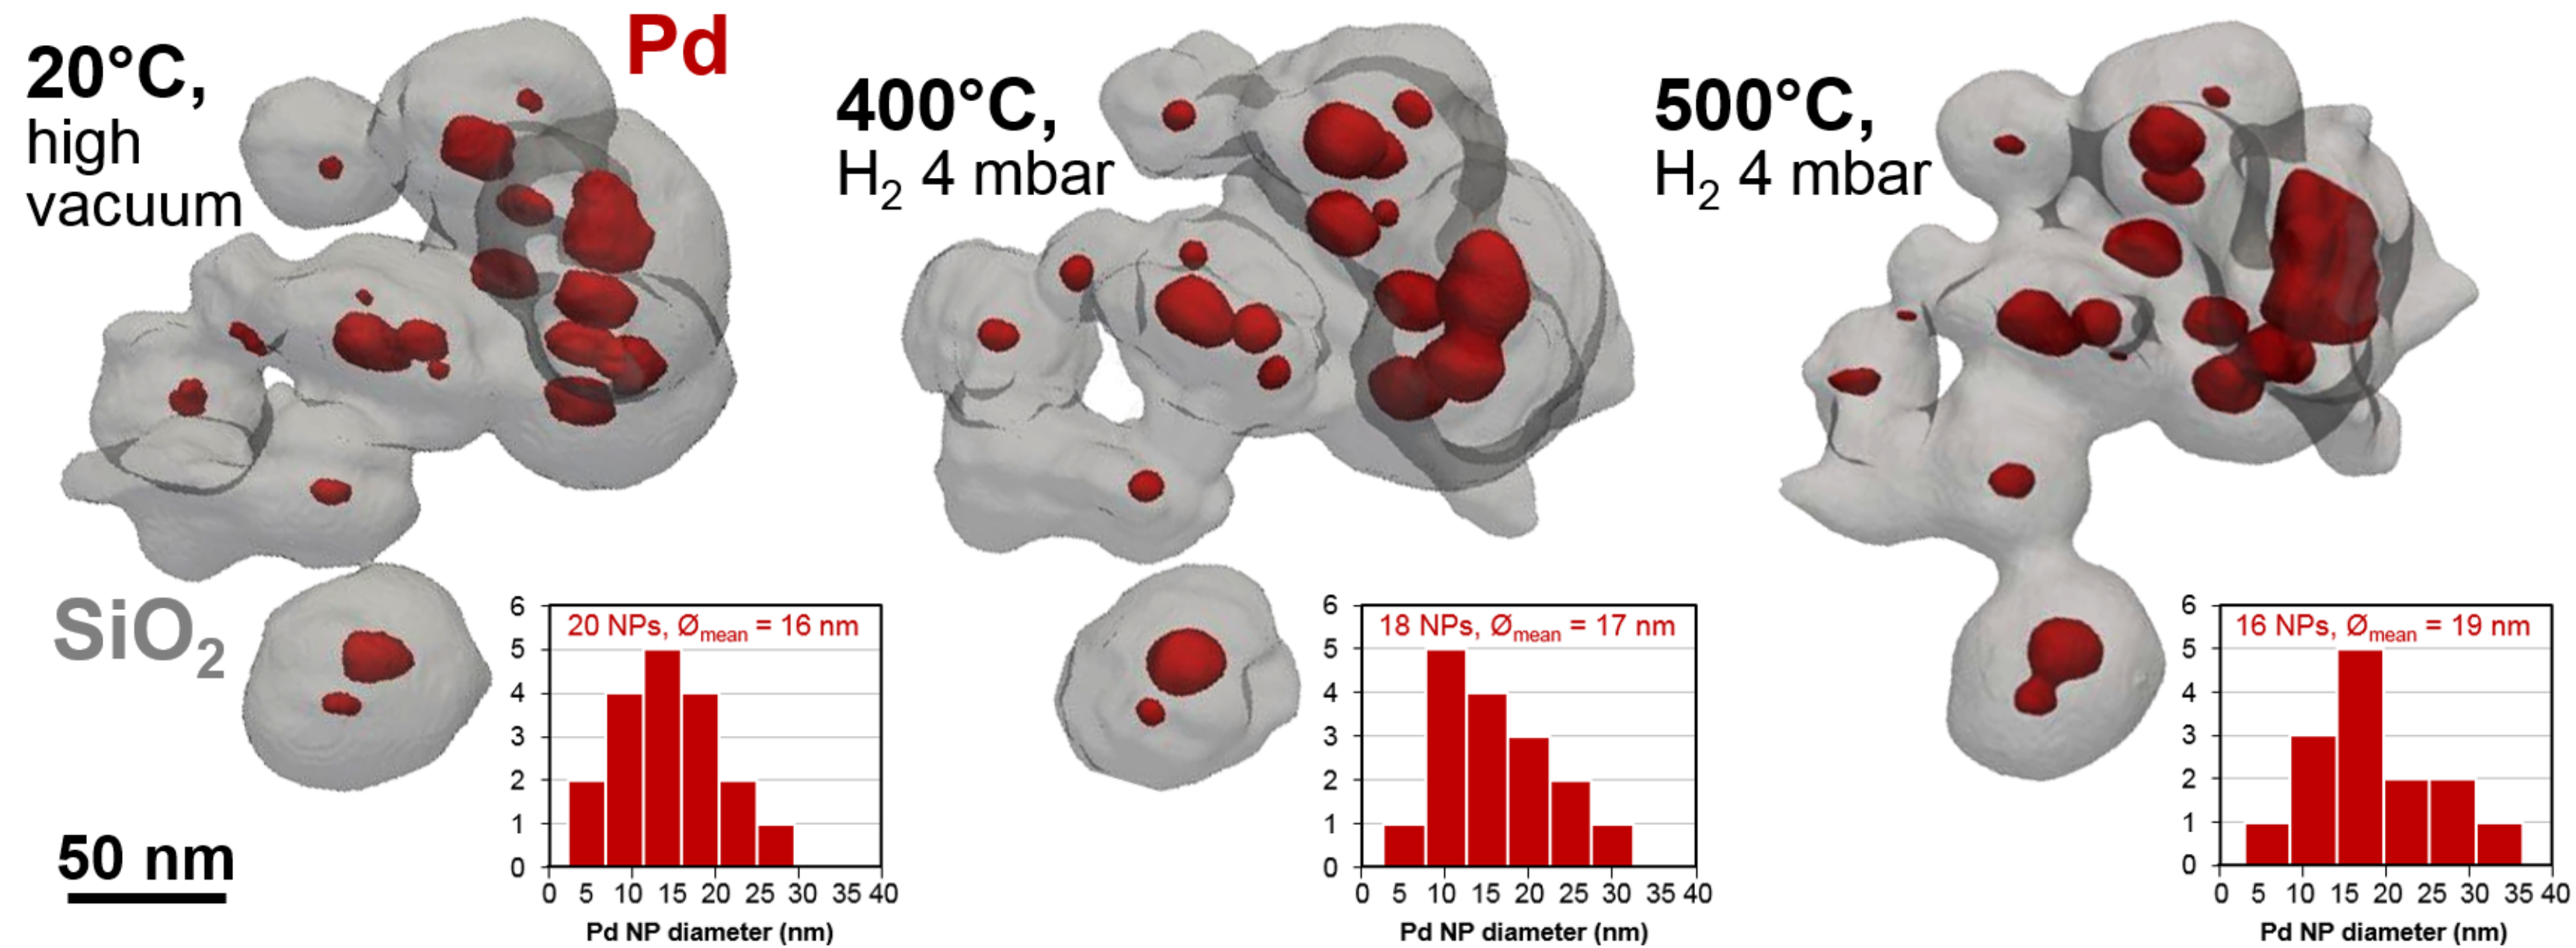 Pd
20°C,
high
vacuum
400°C,
H₂ 4 mbar
500°C,
H₂ 4 mbar
SiO₂
50 nm
20 NPs, Ømean = 16 nm
6
5
4
3
2
1
0
0 5 10 15 20 25 30 35 40
Pd NP diameter (nm)
18 NPs, Ømean = 17 nm
6
5
4
3
2
1
0
0 5 10 15 20 25 30 35 40
Pd NP diameter (nm)
16 NPs, Ømean = 19 nm
6
5
4
3
2
1
0
0 5 10 15 20 25 30 35 40
Pd NP diameter (nm)